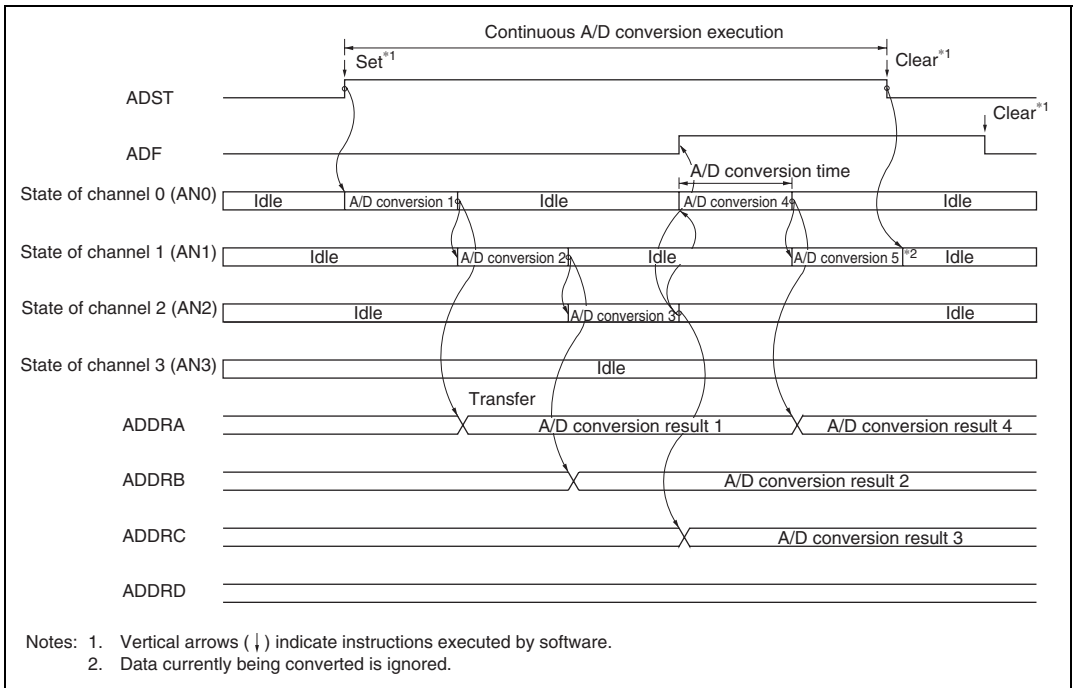 Continuous A/D conversion execution
Set*1
Clear*1
ADST
Clear*1
ADF
A/D conversion time
State of channel 0 (AN0)
Idle
A/D conversion 1
Idle
A/D conversion 4
Idle
State of channel 1 (AN1)
Idle
A/D conversion 2
Idle
A/D conversion 5
*2
Idle
State of channel 2 (AN2)
Idle
A/D conversion 3
Idle
State of channel 3 (AN3)
Idle
Transfer
ADDRA
A/D conversion result 1
A/D conversion result 4
ADDRB
A/D conversion result 2
ADDRC
A/D conversion result 3
ADDRD
Notes: 1. Vertical arrows (↓) indicate instructions executed by software.
2. Data currently being converted is ignored.